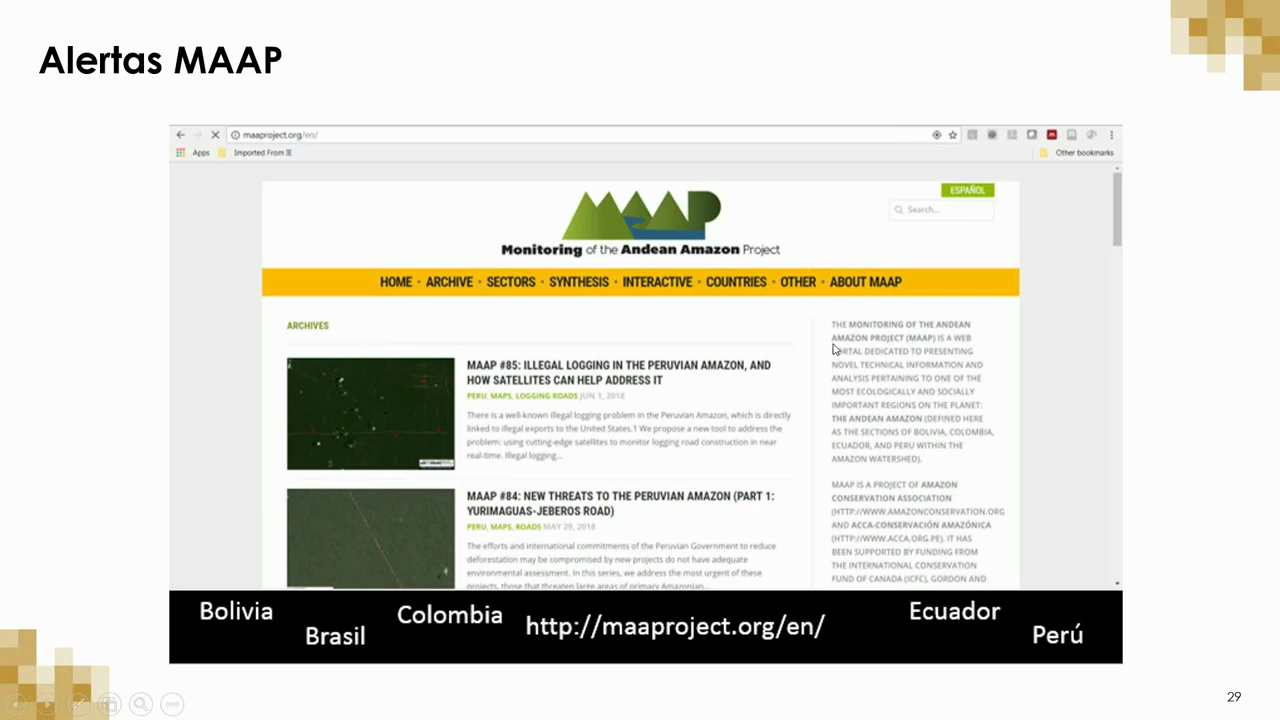 Alertas MAAP
maaproject.org/en/
Apps
Imported From IE
Other bookmarks
ESPAÑOL
Search...
MAAP
Monitoring of the Andean Amazon Project
HOME • ARCHIVE • SECTORS • SYNTHESIS • INTERACTIVE • COUNTRIES • OTHER • ABOUT MAAP
ARCHIVES
MAAP #85: ILLEGAL LOGGING IN THE PERUVIAN AMAZON, AND
HOW SATELLITES CAN HELP ADDRESS IT
PERU, MAPS, LOGGING ROADS JUN 1, 2018
There is a well-known illegal logging problem in the Peruvian Amazon, which is directly
linked to illegal exports to the United States.1 We propose a new tool to address the
problem: using cutting-edge satellites to monitor logging road construction in near
real-time. Illegal logging...
MAAP #84: NEW THREATS TO THE PERUVIAN AMAZON (PART 1:
YURIMAGUAS-JEBEROS ROAD)
PERU, MAPS, ROADS MAY 29, 2018
The efforts and international commitments of the Peruvian Government to reduce
deforestation may be compromised by new projects do not have adequate
environmental assessment. In this series, we address the most urgent of these
projects, those that threaten large areas of primary Amazonian...
THE MONITORING OF THE ANDEAN
AMAZON PROJECT (MAAP) IS A WEB
PORTAL DEDICATED TO PRESENTING
NOVEL TECHNICAL INFORMATION AND
ANALYSIS PERTAINING TO ONE OF THE
MOST ECOLOGICALLY AND SOCIALLY
IMPORTANT REGIONS ON THE PLANET:
THE ANDEAN AMAZON (DEFINED HERE
AS THE SECTIONS OF BOLIVIA, COLOMBIA,
ECUADOR, AND PERU WITHIN THE
AMAZON WATERSHED).
MAAP IS A PROJECT OF AMAZON
CONSERVATION ASSOCIATION
(HTTP://WWW.AMAZONCONSERVATION.ORG
AND ACCA-CONSERVACIÓN AMAZÓNICA
(HTTP://WWW.ACCA.ORG.PE). IT HAS
BEEN SUPPORTED BY FUNDING FROM
THE INTERNATIONAL CONSERVATION
FUND OF CANADA (ICFC), GORDON AND
Bolivia
Brasil
Colombia
http://maaproject.org/en/
Ecuador
Perú
29